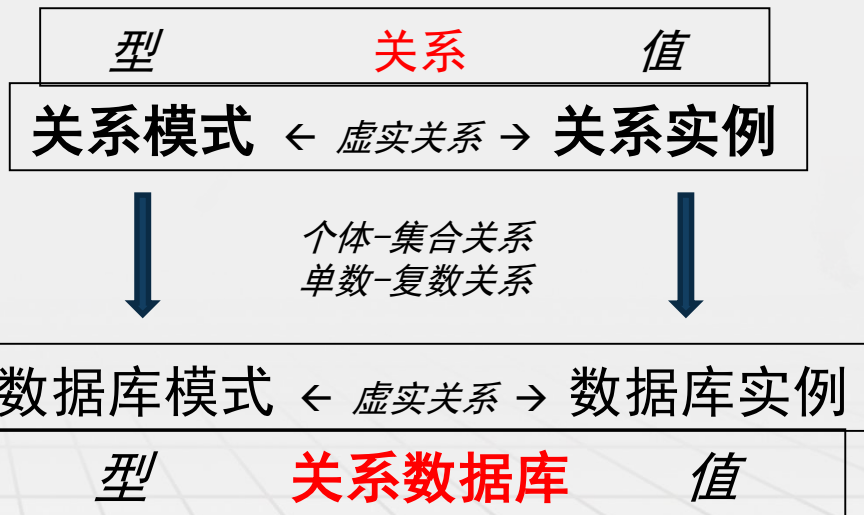 型 关系 值
关系模式 ← 虚实关系 → 关系实例
个体-集合关系
单数-复数关系
数据库模式 ← 虚实关系 → 数据库实例
型 关系数据库 值